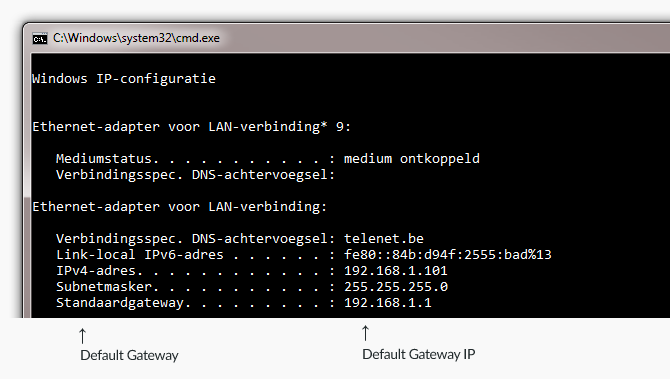 C:\Windows\system32\cmd.exe
Windows IP-configuratie
Ethernet-adapter voor LAN-verbinding* 9:
Mediumstatus. . . . . . . . . . . : medium ontkoppeld
Verbindingsspec. DNS-achtervoegsel:
Ethernet-adapter voor LAN-verbinding:
Verbindingsspec. DNS-achtervoegsel: telenet.be
Link-local IPv6-adres . . . . . . : fe80::84b:d94f:2555:bad%13
IPv4-adres. . . . . . . . . . . . : 192.168.1.101
Subnetmasker. . . . . . . . . . . : 255.255.255.0
Standaardgateway. . . . . . . . . : 192.168.1.1
Default Gateway
Default Gateway IP